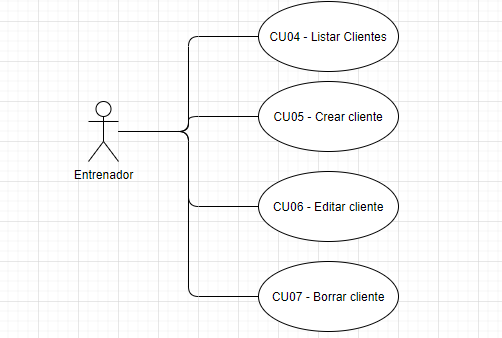 CU04 - Listar Clientes
CU05 - Crear cliente
Entrenador
CU06 - Editar cliente
CU07 - Borrar cliente